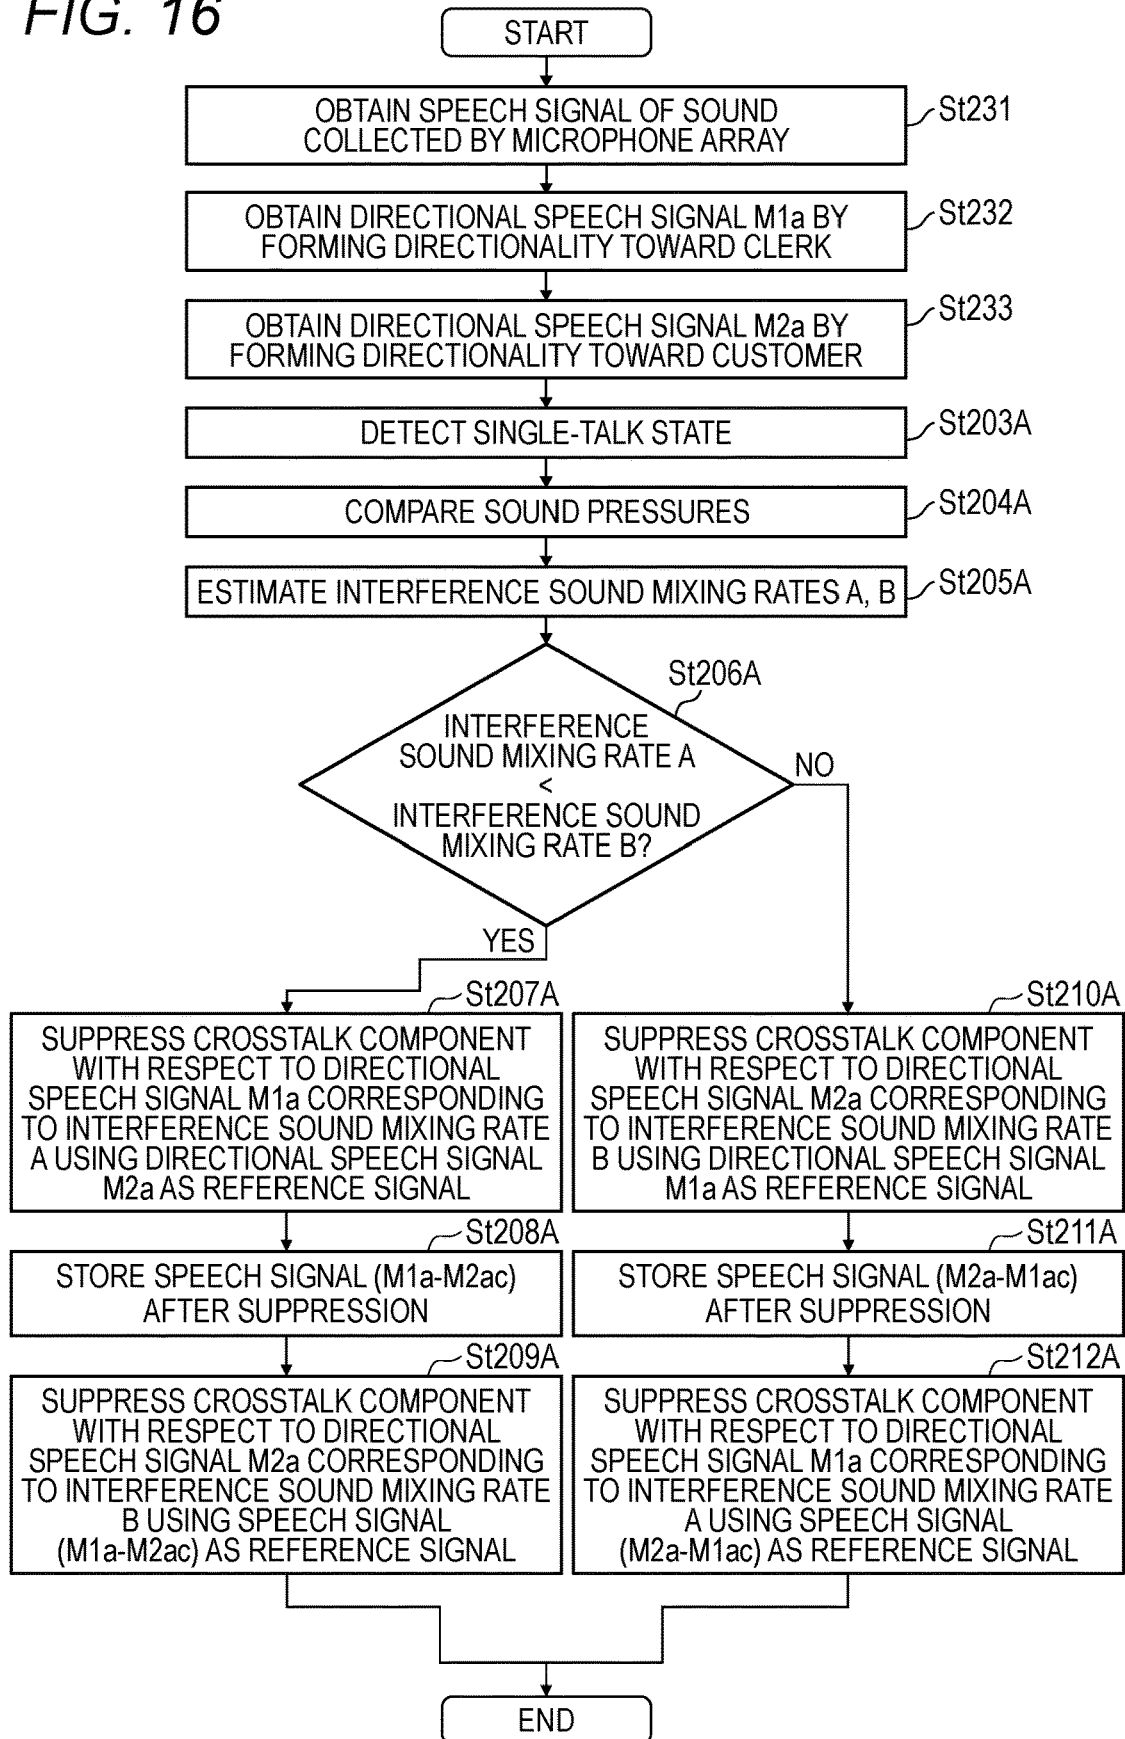 FIG. 16
START
OBTAIN SPEECH SIGNAL OF SOUND
COLLECTED BY MICROPHONE ARRAY
St231
OBTAIN DIRECTIONAL SPEECH SIGNAL M1a BY
FORMING DIRECTIONALITY TOWARD CLERK
St232
OBTAIN DIRECTIONAL SPEECH SIGNAL M2a BY
FORMING DIRECTIONALITY TOWARD CUSTOMER
St233
DETECT SINGLE-TALK STATE
St203A
COMPARE SOUND PRESSURES
St204A
ESTIMATE INTERFERENCE SOUND MIXING RATES A, B
St205A
St206A
INTERFERENCE
SOUND MIXING RATE A
<
INTERFERENCE SOUND
MIXING RATE B?
NO
YES
St207A
SUPPRESS CROSSTALK COMPONENT
WITH RESPECT TO DIRECTIONAL
SPEECH SIGNAL M1a CORRESPONDING
TO INTERFERENCE SOUND MIXING RATE
A USING DIRECTIONAL SPEECH SIGNAL
M2a AS REFERENCE SIGNAL
St208A
STORE SPEECH SIGNAL (M1a-M2ac)
AFTER SUPPRESSION
St209A
SUPPRESS CROSSTALK COMPONENT
WITH RESPECT TO DIRECTIONAL
SPEECH SIGNAL M2a CORRESPONDING
TO INTERFERENCE SOUND MIXING RATE
B USING SPEECH SIGNAL
(M1a-M2ac) AS REFERENCE SIGNAL
St210A
SUPPRESS CROSSTALK COMPONENT
WITH RESPECT TO DIRECTIONAL
SPEECH SIGNAL M2a CORRESPONDING
TO INTERFERENCE SOUND MIXING RATE
B USING DIRECTIONAL SPEECH SIGNAL
M1a AS REFERENCE SIGNAL
St211A
STORE SPEECH SIGNAL (M2a-M1ac)
AFTER SUPPRESSION
St212A
SUPPRESS CROSSTALK COMPONENT
WITH RESPECT TO DIRECTIONAL
SPEECH SIGNAL M1a CORRESPONDING
TO INTERFERENCE SOUND MIXING RATE
A USING SPEECH SIGNAL
(M2a-M1ac) AS REFERENCE SIGNAL
END